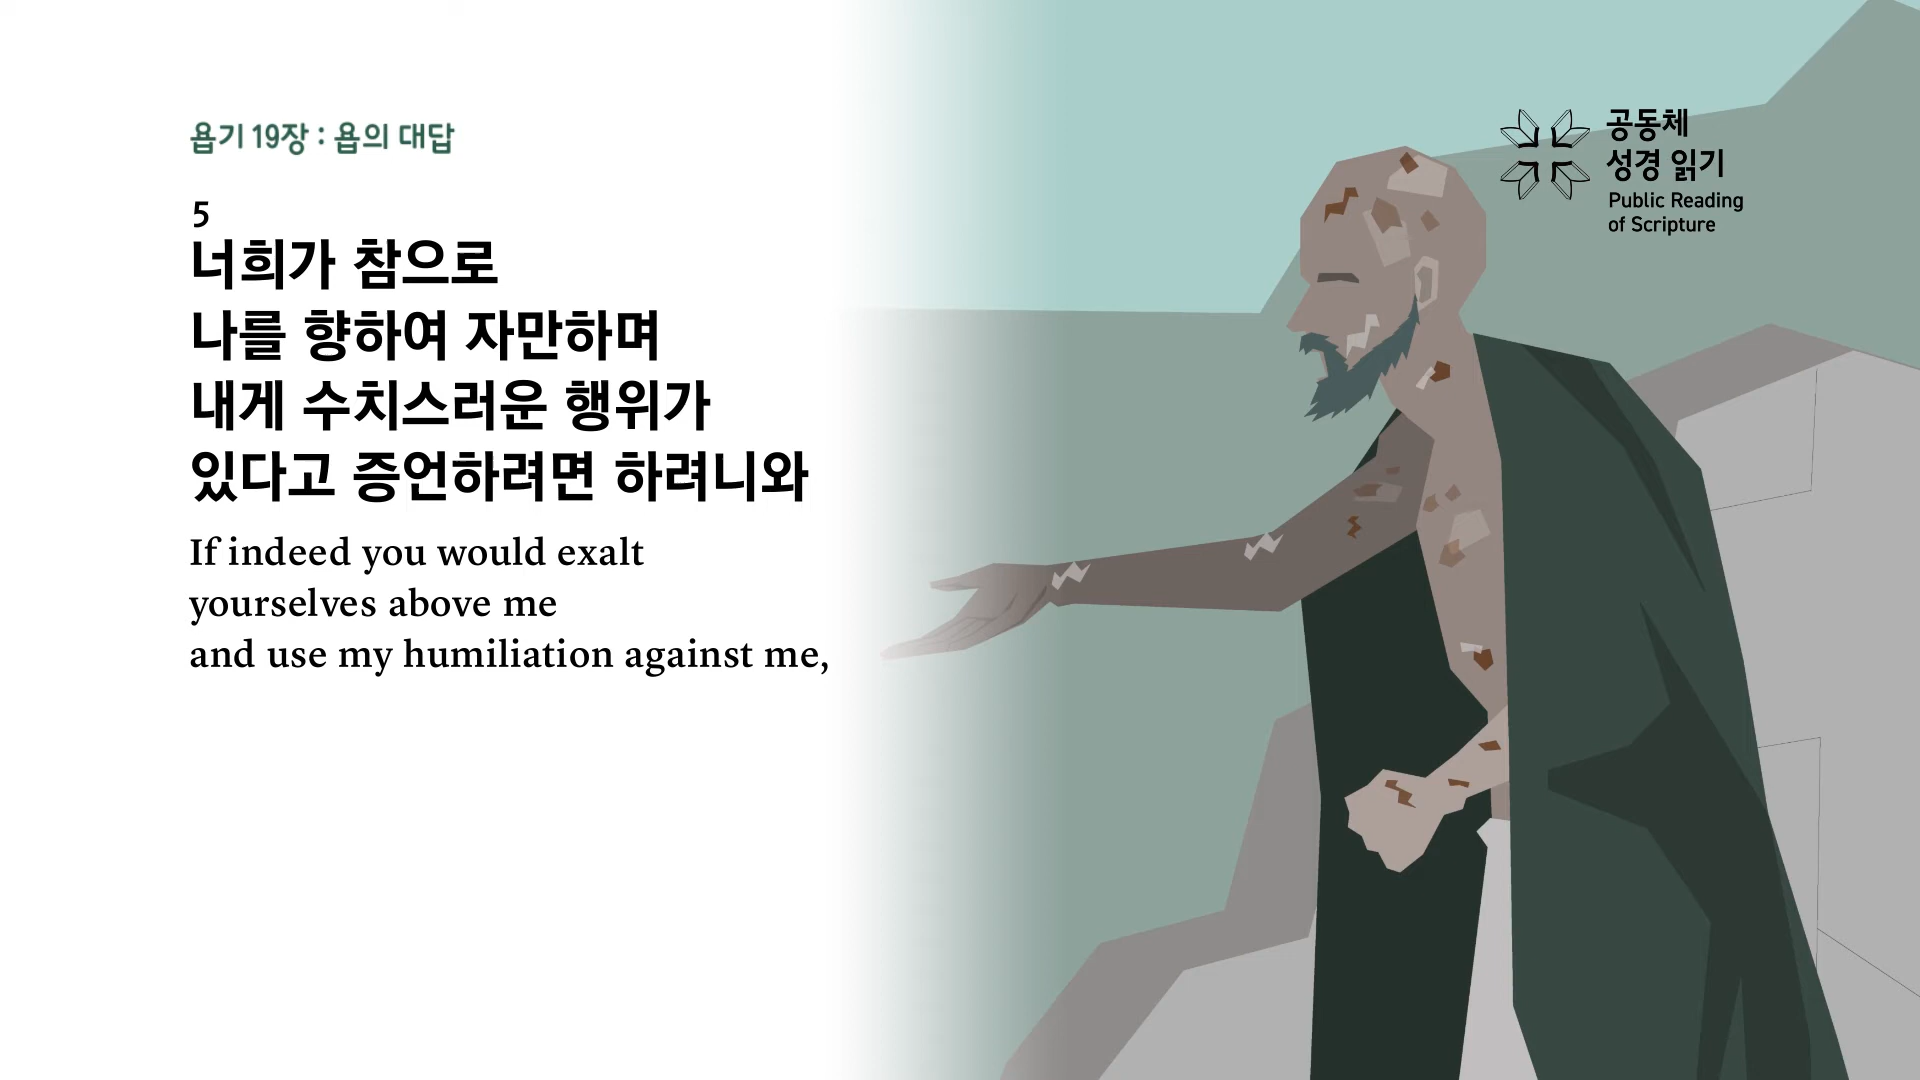 욥기 19장 : 욥의 대답
5
너희가 참으로
나를 향하여 자만하며
내게 수치스러운 행위가
있다고 증언하려면 하려니와
If indeed you would exalt
yourselves above me
and use my humiliation against me,
공동체
성경 읽기
Public Reading
of Scripture